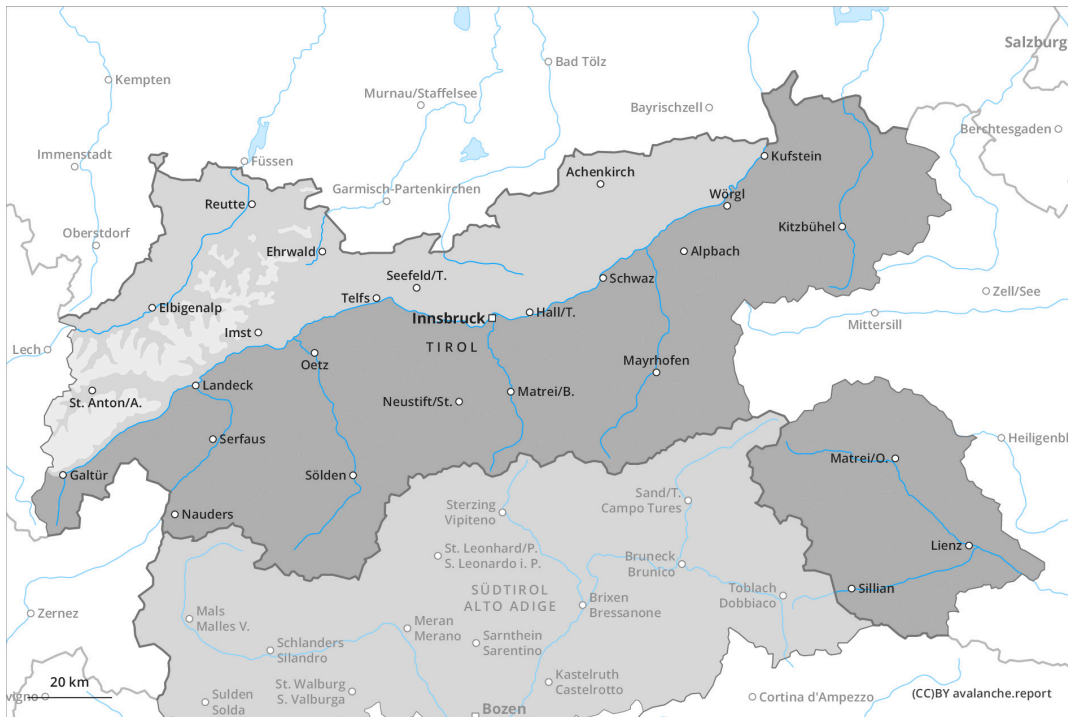 Salzburg
Kempten
Bad Tölz
Murnau/Staffelsee
Bayrischzell
Berchtesgaden
Immenstadt
Füssen
Kufstein
Garmisch-Partenkirchen
Achenkirch
Reutte
Wörgl
Oberstdorf
Kitzbühel
Ehrwald
Alpbach
Seefeld/T.
Schwaz
Telfs
Zell/See
Elbigenalp
Hall/T.
Innsbruck
Mittersill
Imst
TIROL
Lech
Oetz
Mayrhofen
Landeck
Matrei/B.
St. Anton/A.
Neustift/St.
Serfaus
Heiligenbl
Matrei/O.
Galtür
Sölden
Sand/T.
Campo Tures
Sterzing
Vipiteno
Nauders
Lienz
St. Leonhard/P.
S. Leonardo i. P.
Bruneck
Brunico
SÜDTIROL
ALTO ADIGE
Toblach
Dobbiaco
Sillian
Brixen
Bressanone
Zernez
Mals
Malles V.
Meran
Merano
Schlanders
Silandro
Sarnthein
Sarentino
Kastelruth
Castelrotto
20 km
St. Walburg
S. Valburga
Sulden
Solda
vigno
Cortina d'Ampezzo
(CC)BY avalanche.report
Bozen